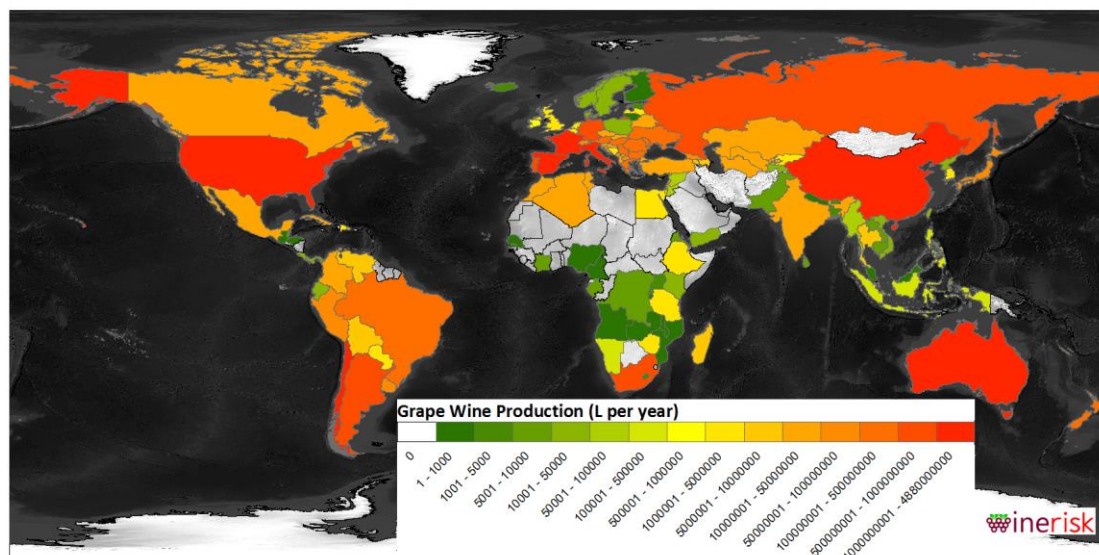 Grape Wine Production (L per year)
0
1 - 1000
1001 - 5000
5001 - 10000
10001 - 50000
50001 - 100000
100001 - 500000
500001 - 1000000
1000001 - 5000000
5000001 - 10000000
10000001 - 50000000
50000001 - 100000000
100000001 - 500000000
500000001 - 1000000000
1000000001 - 4880000000
winerisk